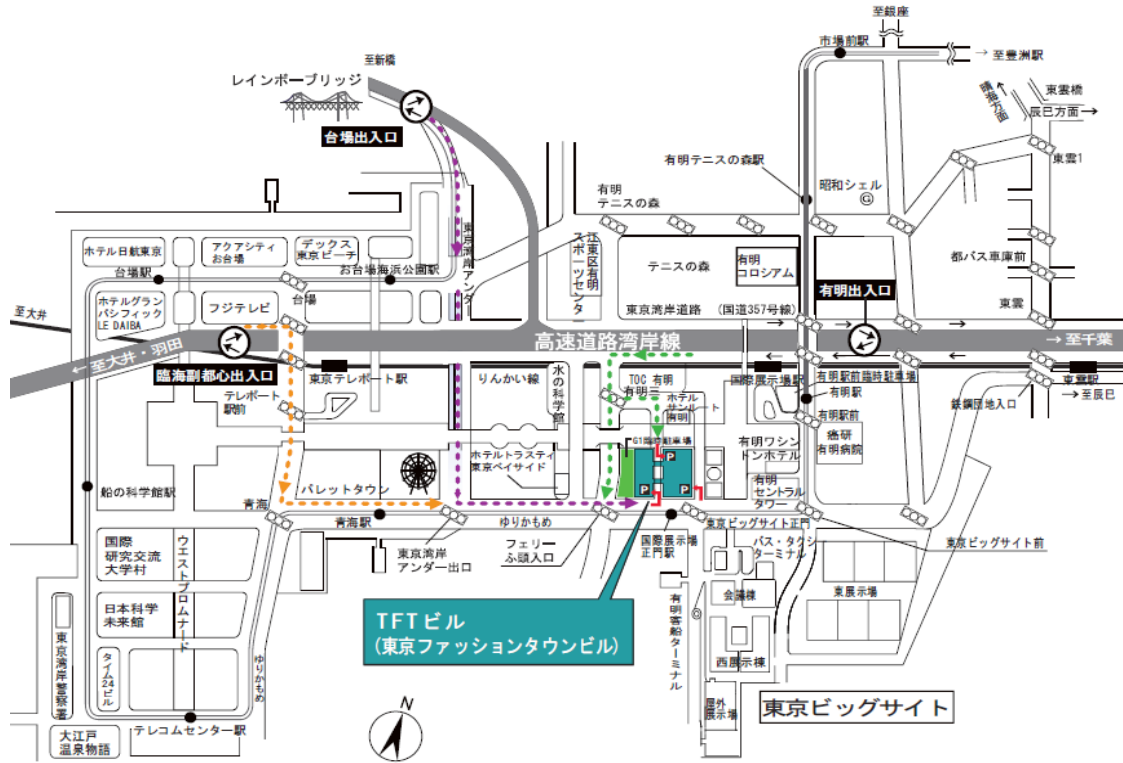 至銀座
市場前駅
至新橋
レインボーブリッジ
→ 至豊洲駅
晴海方面
東雲橋
辰巳方面
台場出入口
有明テニスの森駅
東雲1
昭和シェル
G
有明
テニスの森
東京湾岸アンダー
江東区有明
スポーツセンター
ホテル日航東京
アクアシティ
お台場
デックス
東京ビーチ
台場駅
お台場海浜公園駅
テニスの森
有明
コロシアム
都バス車庫前
有明出入口
ホテルグラン
パシフィック
LE DAIBA
フジテレビ
台場
東京湾岸道路
(国道357号線)
東雲
至大井
高速道路湾岸線
→ 至千葉
← 至大井・羽田
臨海副都心出入口
東京テレポート駅
りんかい線
水の科学館
TOC 有明
有明三
国際展示場駅
有明駅前臨時駐車場
有明駅
東雲駅
→至辰巳
鉄鋼団地入口
テレポート
駅前
ホテル
サンルート
有明
有明駅前
G1臨時駐車場
有明ワシン
トンホテル
癌研
有明病院
ホテルトラスティ
東京ベイサイド
P
P
P
船の科学館駅
青海
パレットタウン
有明
セントラル
タワー
青海駅
ゆりかもめ
東京湾岸
アンダー出口
フェリー
ふ頭入口
国際展示場
正門駅
東京ビッグサイト正門
バス・タクシー
ターミナル
東京ビッグサイト前
国際
研究交流
大学村
ウエストプロムナード
日本科学
未来館
TFTビル
(東京ファッションタウンビル)
有明客船ターミナル
会議棟
東展示場
西展示棟
東京湾岸警察署
タイム24ビル
ゆりかもめ
屋外
展示場
東京ビッグサイト
N
テレコムセンター駅
大江戸
温泉物語